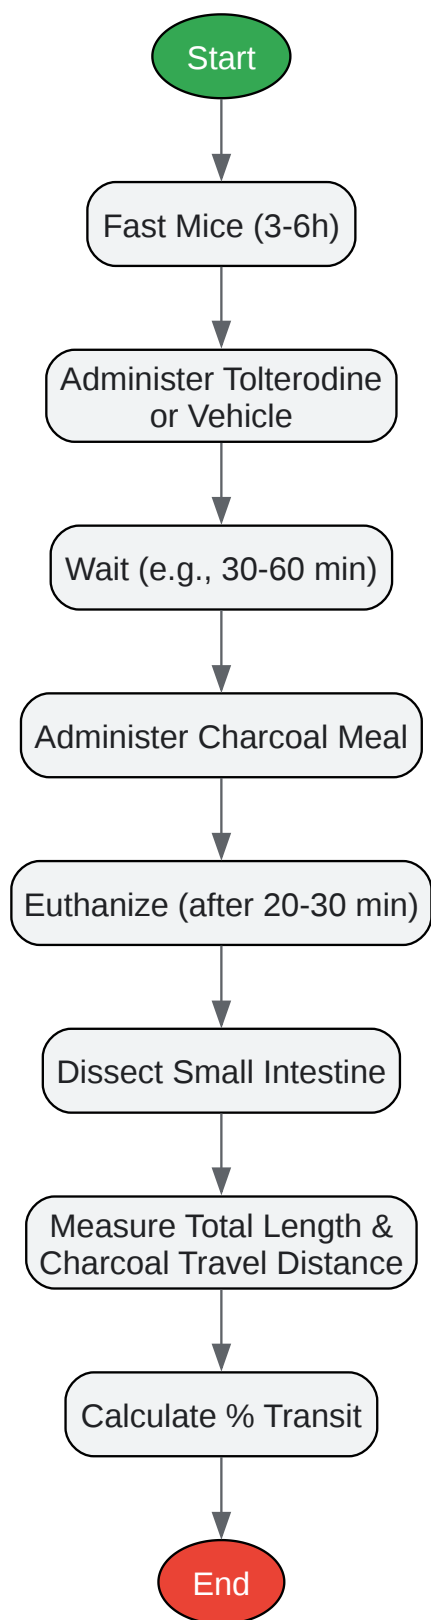 Start
Fast Mice (3-6h)
Administer Tolterodine
or Vehicle
Wait (e.g., 30-60 min)
Administer Charcoal Meal
Euthanize (after 20-30 min)
Dissect Small Intestine
Measure Total Length &
Charcoal Travel Distance
Calculate % Transit
End